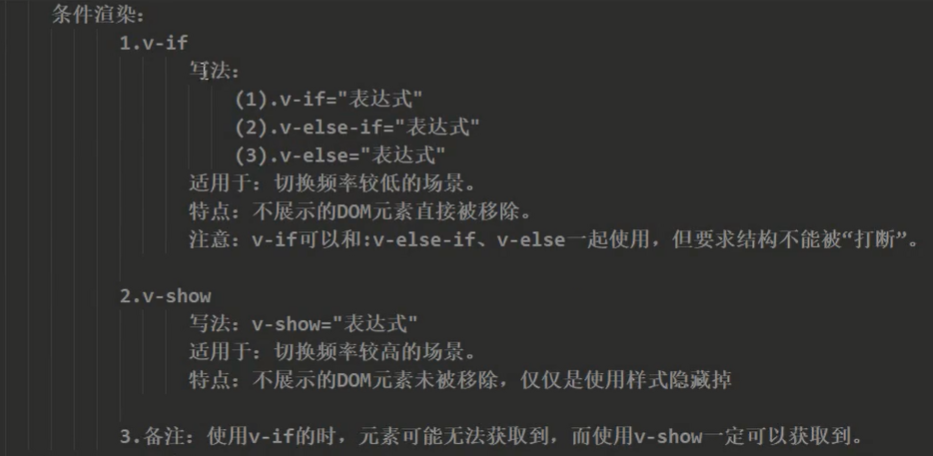 条件渲染:
1.v-if
写法:
(1).v-if="表达式"
(2).v-else-if="表达式"
(3).v-else="表达式"
适用于: 切换频率较低的场景。
特点: 不展示的DOM元素直接被移除。
注意: v-if可以和:v-else-if、v-else一起使用，但要求结构不能被“打断”。
2.v-show
写法: v-show="表达式"
适用于: 切换频率较高的场景。
特点: 不展示的DOM元素未被移除，仅仅是使用样式隐藏掉
3.备注: 使用v-if的时，元素可能无法获取到，而使用v-show一定可以获取到。